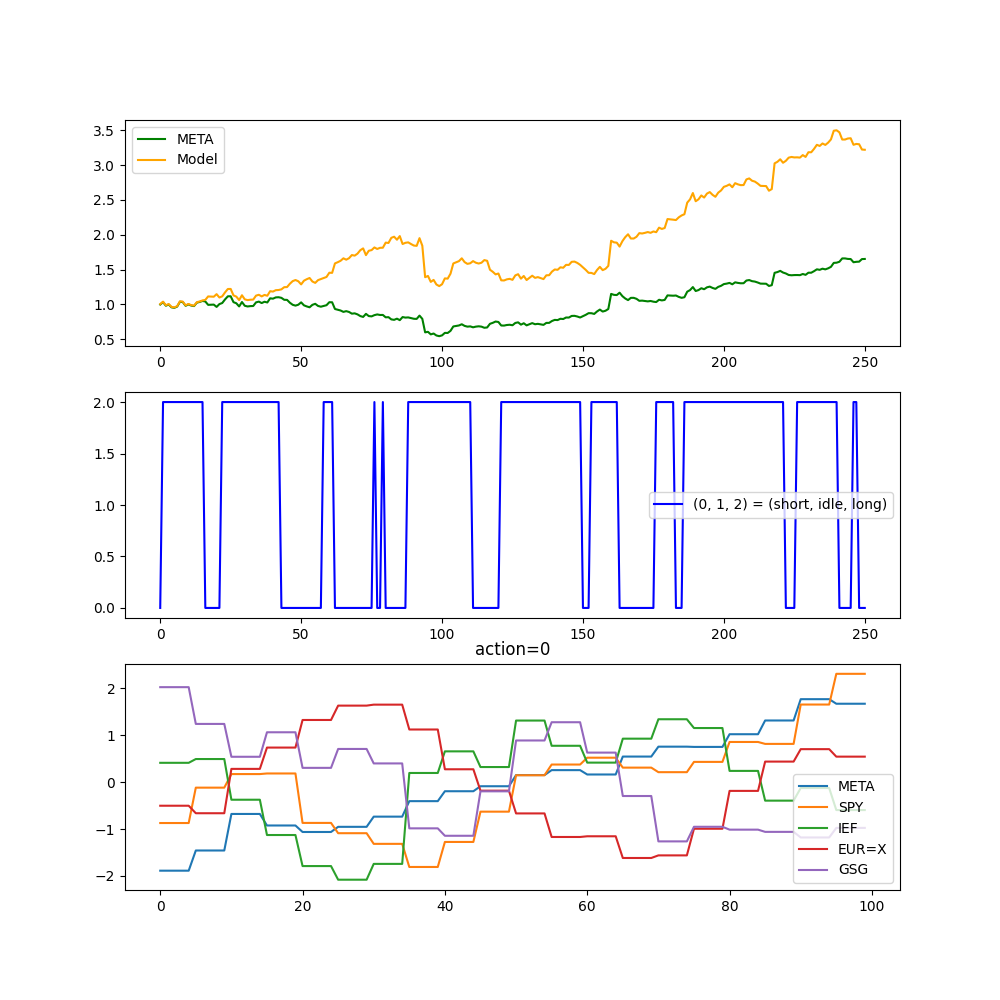 META
Model
3.5
3.0
2.5
2.0
1.5
1.0
0.5
0 50 100 150 200 250
2.0
1.5
1.0
0.5
0.0
(0, 1, 2) = (short, idle, long)
0 50 100 150 200 250
action=0
2
1
0
−1
−2
META
SPY
IEF
EUR=X
GSG
0 20 40 60 80 100